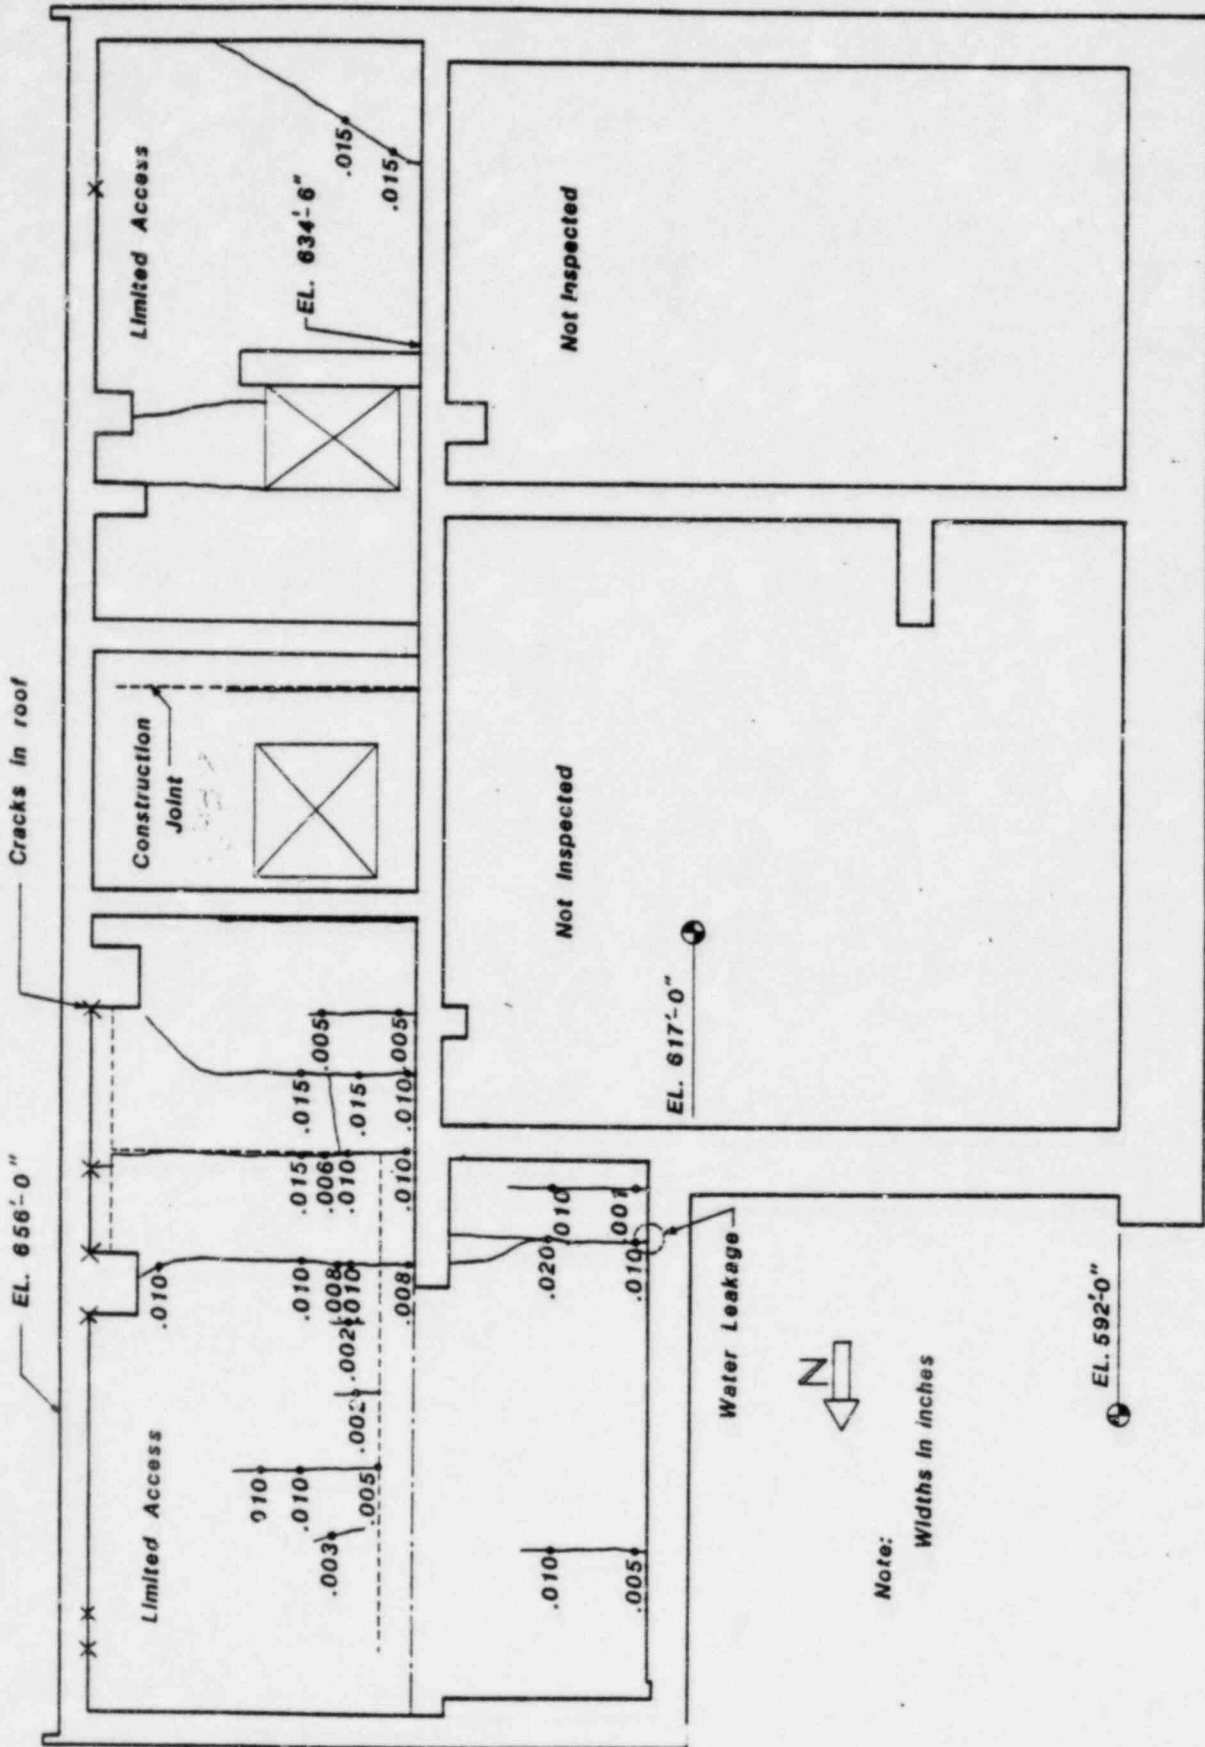 EL. 656'-0"
Cracks in roof
Limited Access
Construction
Joint
Limited Access
EL. 634'-6"
.015
.015
.010
.010
.008
.010
.002
.008
.002
.010
.010
.005
.003
.015
.006
.010
.010
.015
.015
.010
.005
.005
.010
.005
.020
.010
.010
.001
Water Leakage
Not Inspected
Not Inspected
EL. 617'-0"
N
EL. 592'-0"
Note:
Widths in inches